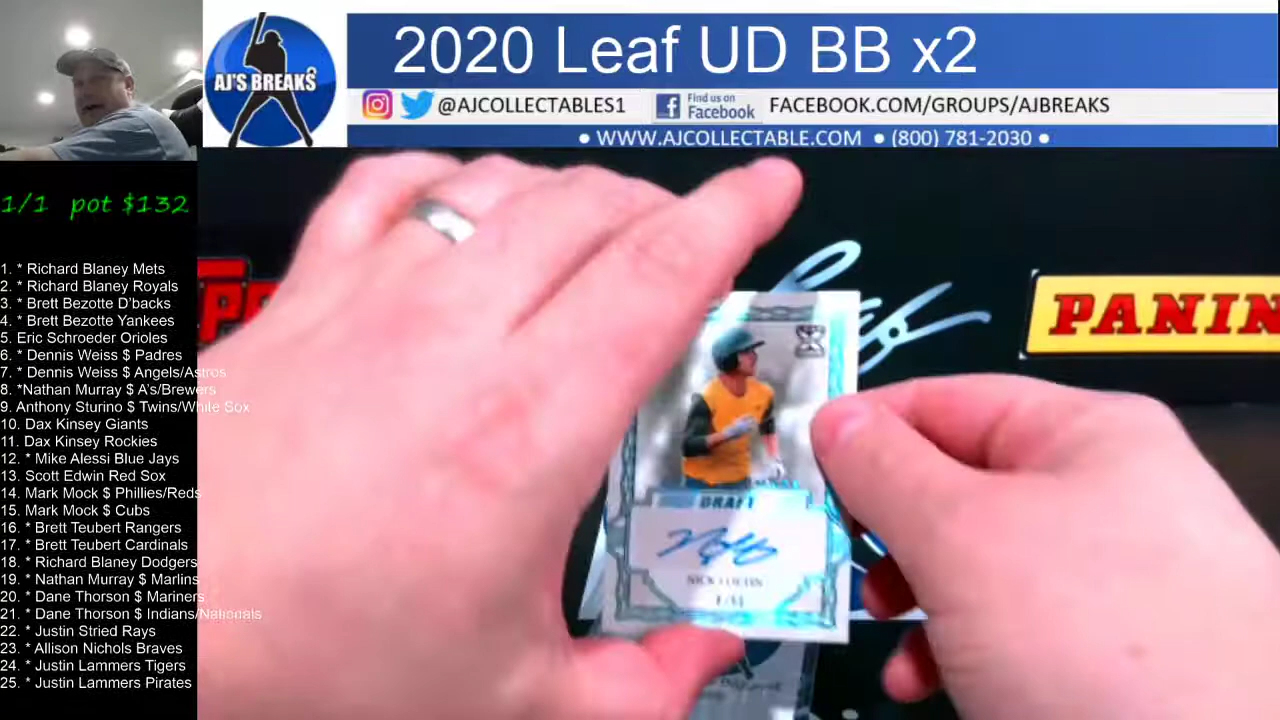 AJ'S BREAKS
2020 Leaf UD BB x2
@AJCOLLECTABLES1
Find us on
Facebook
FACEBOOK.COM/GROUPS/AJBREAKS
• WWW.AJCOLLECTABLE.COM • (800) 781-2030 •
1/1 pot $132
1. * Richard Blaney Mets
2. * Richard Blaney Royals
3. * Brett Bezotte D'backs
4. * Brett Bezotte Yankees
5. Eric Schroeder Orioles
6. * Dennis Weiss $ Padres
7. * Dennis Weiss $ Angels/Astros
8. *Nathan Murray $ A's/Brewers
9. Anthony Sturino $ Twins/White Sox
10. Dax Kinsey Giants
11. Dax Kinsey Rockies
12. * Mike Alessi Blue Jays
13. Scott Edwin Red Sox
14. Mark Mock $ Phillies/Reds
15. Mark Mock $ Cubs
16. * Brett Teubert Rangers
17. * Brett Teubert Cardinals
18. * Richard Blaney Dodgers
19. * Nathan Murray $ Marlins
20. * Dane Thorson $ Mariners
21. * Dane Thorson $ Indians/Nationals
22. * Justin Stried Rays
23. * Allison Nichols Braves
24. * Justin Lammers Tigers
25. * Justin Lammers Pirates
PANIN
DRAFT
NICK